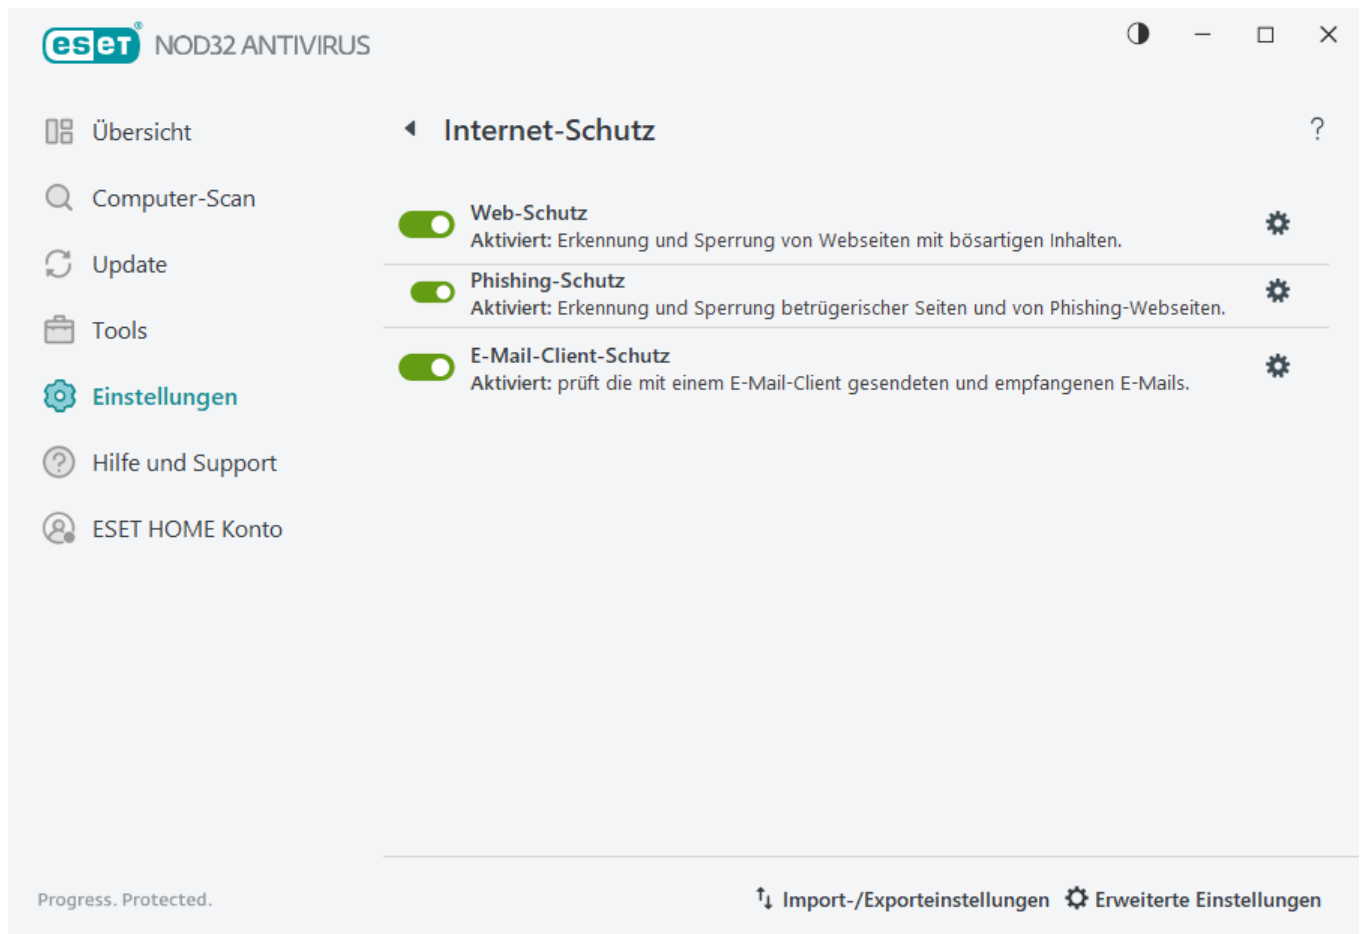 eset® NOD32 ANTIVIRUS
Übersicht
Computer-Scan
Update
Tools
Einstellungen
Hilfe und Support
ESET HOME Konto
Internet-Schutz
?
Web-Schutz
Aktiviert: Erkennung und Sperrung von Webseiten mit bösartigen Inhalten.
Phishing-Schutz
Aktiviert: Erkennung und Sperrung betrügerischer Seiten und von Phishing-Webseiten.
E-Mail-Client-Schutz
Aktiviert: prüft die mit einem E-Mail-Client gesendeten und empfangenen E-Mails.
Progress. Protected.
Import-/Exporteinstellungen
Erweiterte Einstellungen